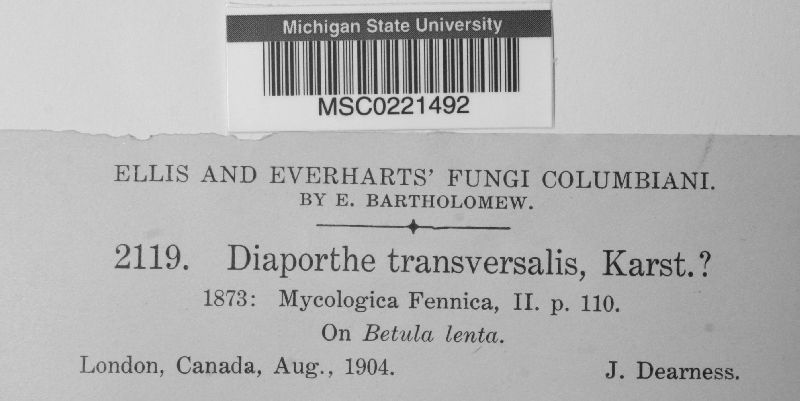 Michigan State University
MSC0221492
ELLIS AND EVERHARTS' FUNGI COLUMBIANI.
BY E. BARTHOLOMEW.
2119. Diaporthe transversalis, Karst.?
1873: Mycologica Fennica, II. p. 110.
On Betula lenta.
London, Canada, Aug., 1904. J. Dearness.